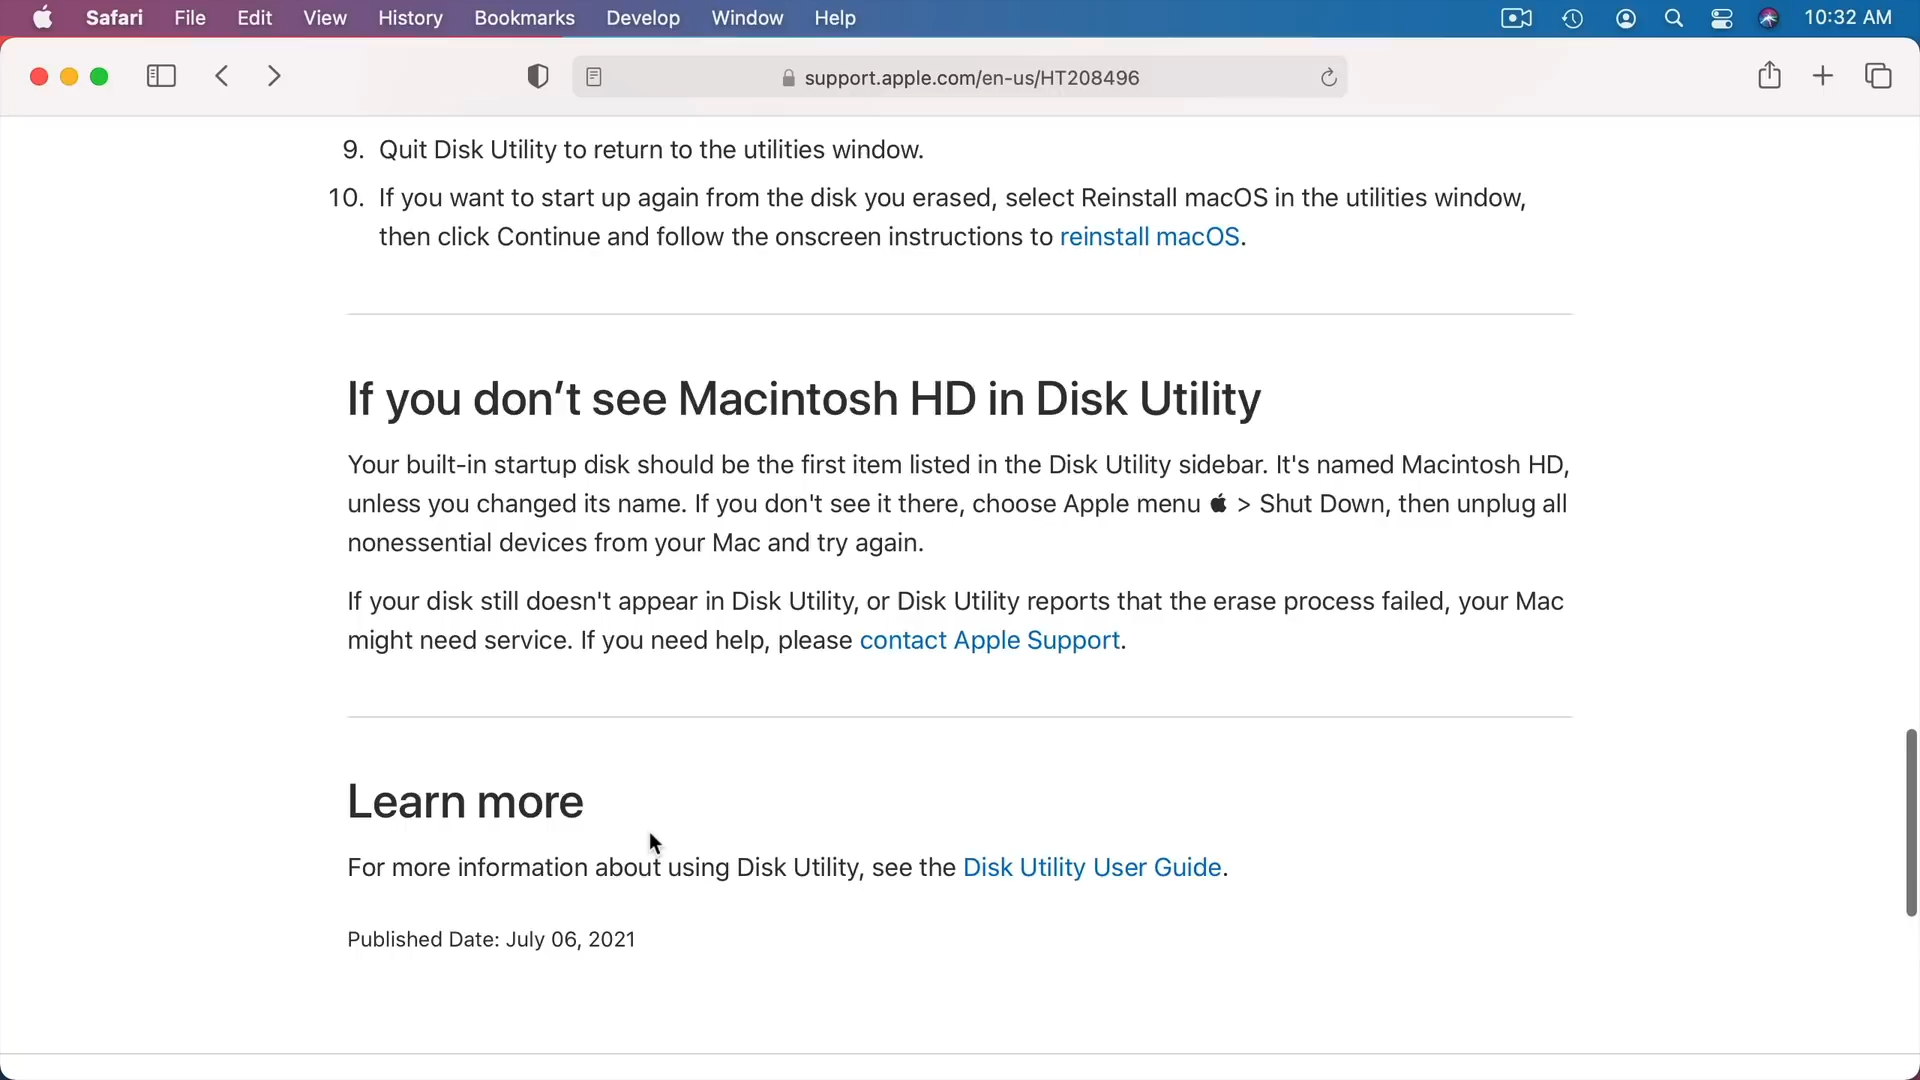 Safari File Edit View History Bookmarks Develop Window Help 10:32 AM
support.apple.com/en-us/HT208496
9. Quit Disk Utility to return to the utilities window.
10. If you want to start up again from the disk you erased, select Reinstall macOS in the utilities window,
then click Continue and follow the onscreen instructions to reinstall macOS.
If you don’t see Macintosh HD in Disk Utility
Your built-in startup disk should be the first item listed in the Disk Utility sidebar. It's named Macintosh HD,
unless you changed its name. If you don't see it there, choose Apple menu  > Shut Down, then unplug all
nonessential devices from your Mac and try again.
If your disk still doesn't appear in Disk Utility, or Disk Utility reports that the erase process failed, your Mac
might need service. If you need help, please contact Apple Support.
Learn more
For more information about using Disk Utility, see the Disk Utility User Guide.
Published Date: July 06, 2021